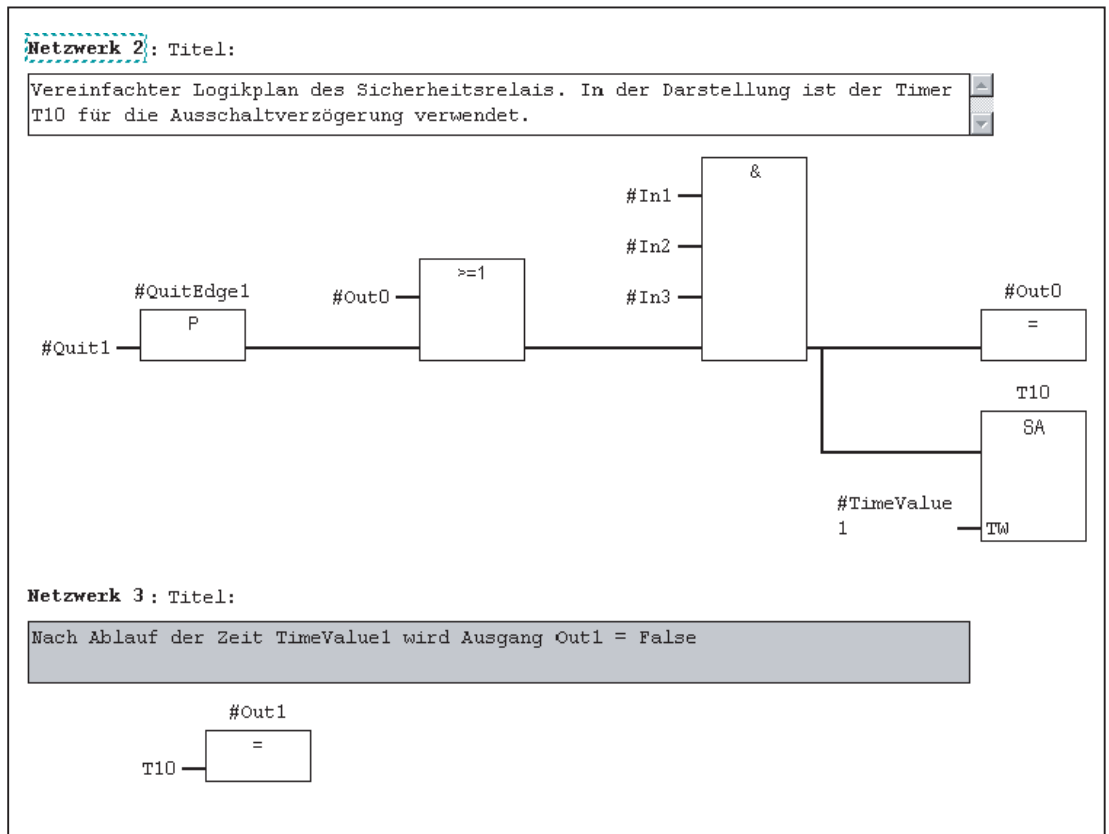 Netzwerk 2: Titel:
Vereinfachter Logikplan des Sicherheitsrelais. In der Darstellung ist der Timer
T10 für die Ausschaltverzögerung verwendet.
&
#In1
#In2
#In3
>=1
#Out0
#QuitEdge1
P
#Quit1
#Out0
=
T10
SA
#TimeValue
1
TW
Netzwerk 3: Titel:
Nach Ablauf der Zeit TimeValue1 wird Ausgang Out1 = False
#Out1
=
T10